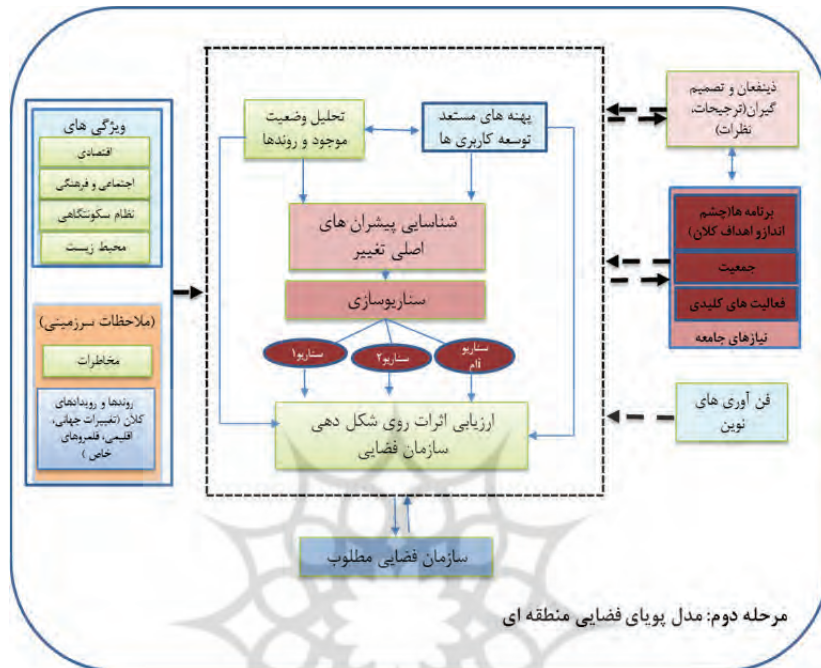 ویژگی های
اقتصادی
اجتماعی و فرهنگی
نظام سکونتگاهی
محیط زیست
(ملاحظات سرزمینی)
مخاطرات
روندها و رویدادهای
کلان (تغییرات جهانی،
اقلیمی، قلمروهای
خاص )
تحلیل وضعیت
موجود و روندها
پهنه های مستعد
توسعه کاربری ها
شناسایی پیشران های
اصلی تغییر
سناریوسازی
سناریو۱
سناریو۲
سناریو
iام
ارزیابی اثرات روی شکل دهی
سازمان فضایی
سازمان فضایی مطلوب
ذینفعان و تصمیم
گیران(ترجیحات،
نظرات)
برنامه ها(چشم
اندازو اهداف کلان)
جمعیت
فعالیت های کلیدی
نیازهای جامعه
فن آوری های
نوین
مرحله دوم: مدل پویای فضایی منطقه ای